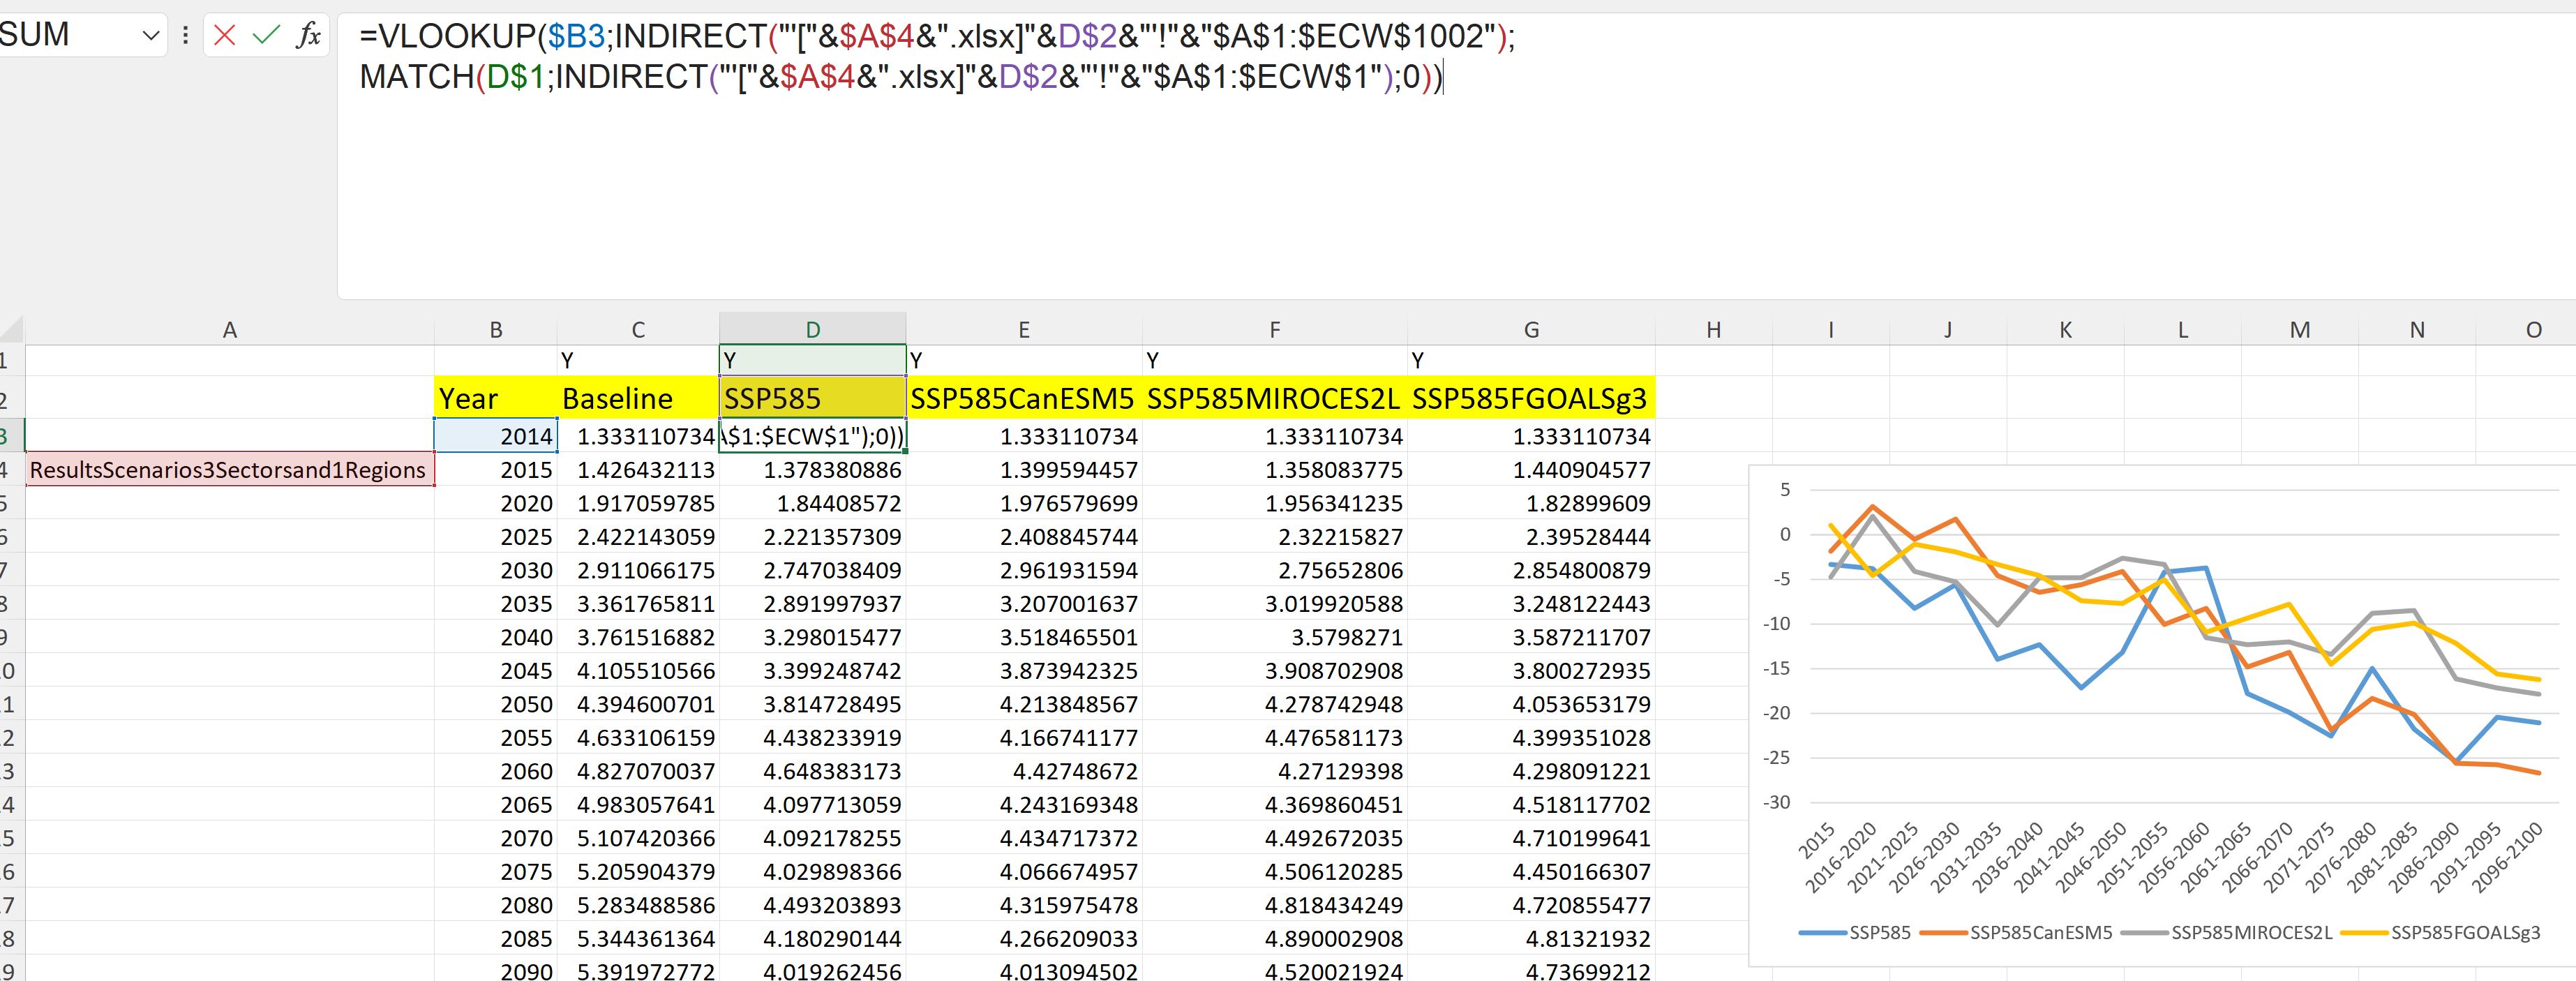 SUM
fx
=VLOOKUP($B3;INDIRECT("'["&$A$4&".xlsx]"&D$2&"'!"&"$A$1:$ECW$1002");
MATCH(D$1;INDIRECT("'["&$A$4&".xlsx]"&D$2&"'!"&"$A$1:$ECW$1");0))
A B C D E F G H I J K L M N O
1 Y Y Y Y Y
2 Year Baseline SSP585 SSP585CanESM5 SSP585MIROCES2L SSP585FGOALSg3
3 2014 1.333110734 A$1:$ECW$1");0)) 1.333110734 1.333110734 1.333110734
4 ResultsScenarios3Sectorsand1Regions 2015 1.426432113 1.378380886 1.399594457 1.358083775 1.440904577
5 2020 1.917059785 1.84408572 1.976579699 1.956341235 1.82899609
6 2025 2.422143059 2.221357309 2.408845744 2.32215827 2.39528444
7 2030 2.911066175 2.747038409 2.961931594 2.75652806 2.854800879
8 2035 3.361765811 2.891997937 3.207001637 3.019920588 3.248122443
9 2040 3.761516882 3.298015477 3.518465501 3.5798271 3.587211707
0 2045 4.105510566 3.399248742 3.873942325 3.908702908 3.800272935
1 2050 4.394600701 3.814728495 4.213848567 4.278742948 4.053653179
2 2055 4.633106159 4.438233919 4.166741177 4.476581173 4.399351028
3 2060 4.827070037 4.648383173 4.42748672 4.27129398 4.298091221
4 2065 4.983057641 4.097713059 4.243169348 4.369860451 4.518117702
5 2070 5.107420366 4.092178255 4.434717372 4.492672035 4.710199641
6 2075 5.205904379 4.029898366 4.066674957 4.506120285 4.450166307
7 2080 5.283488586 4.493203893 4.315975478 4.818434249 4.720855477
8 2085 5.344361364 4.180290144 4.266209033 4.890002908 4.81321932
9 2090 5.391972772 4.019262456 4.013094502 4.520021924 4.73699212
5
0
-5
-10
-15
-20
-25
-30
2015 2016-2020 2021-2025 2026-2030 2031-2035 2036-2040 2041-2045 2046-2050 2051-2055 2056-2060 2061-2065 2066-2070 2071-2075 2076-2080 2081-2085 2086-2090 2091-2095 2096-2100
SSP585 SSP585CanESM5 SSP585MIROCES2L SSP585FGOALSg3